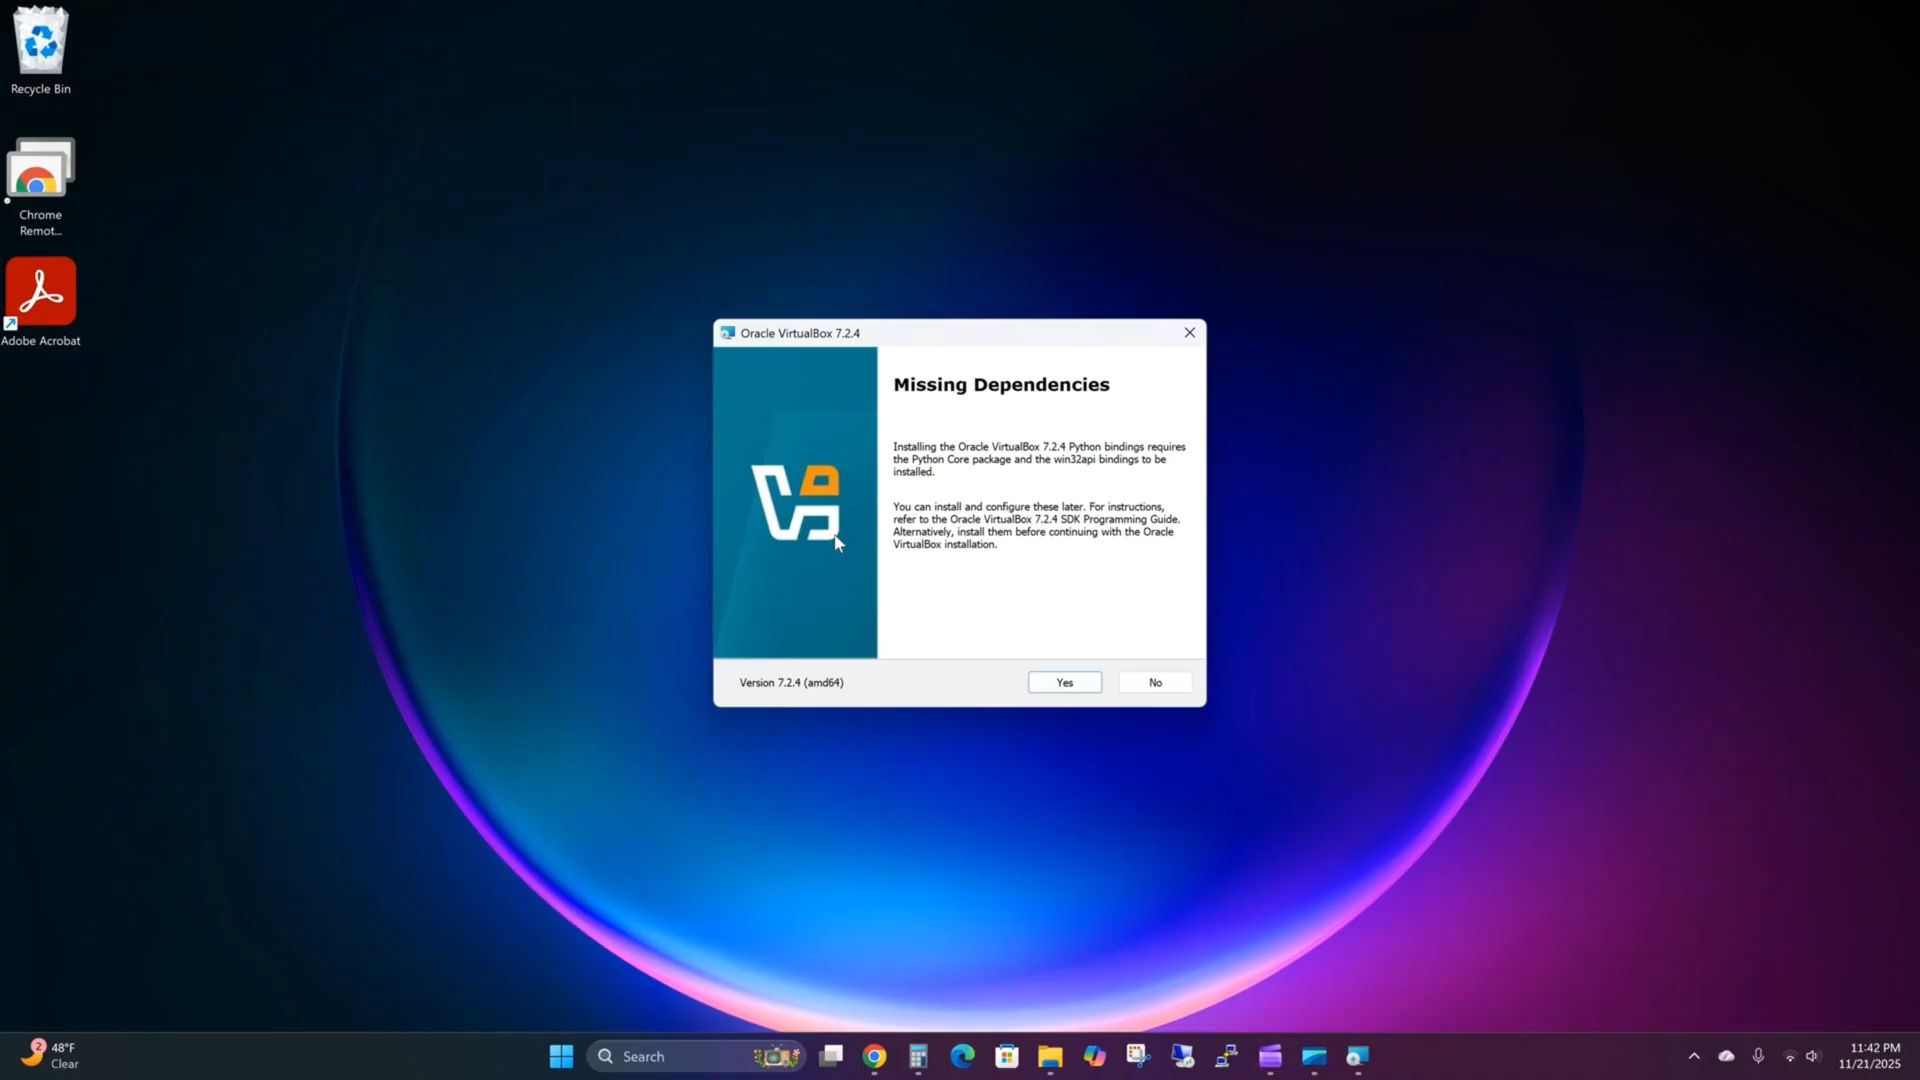 Recycle Bin
Chrome
Remot...
Adobe Acrobat
Oracle VirtualBox 7.2.4
Missing Dependencies
Installing the Oracle VirtualBox 7.2.4 Python bindings requires
the Python Core package and the win32api bindings to be
installed.
You can install and configure these later. For instructions,
refer to the Oracle VirtualBox 7.2.4 SDK Programming Guide.
Alternatively, install them before continuing with the Oracle
VirtualBox installation.
Version 7.2.4 (amd64)
Yes
No
2
48°F
Clear
Search
11:42 PM
11/21/2025